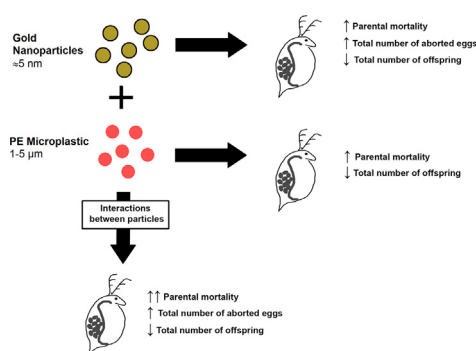 Gold
Nanoparticles
≈5 nm
↑ Parental mortality
↑ Total number of aborted eggs
↓ Total number of offspring
+
PE Microplastic
1-5 µm
↑ Parental mortality
↓ Total number of offspring
Interactions
between particles
↑↑ Parental mortality
↑ Total number of aborted eggs
↓ Total number of offspring